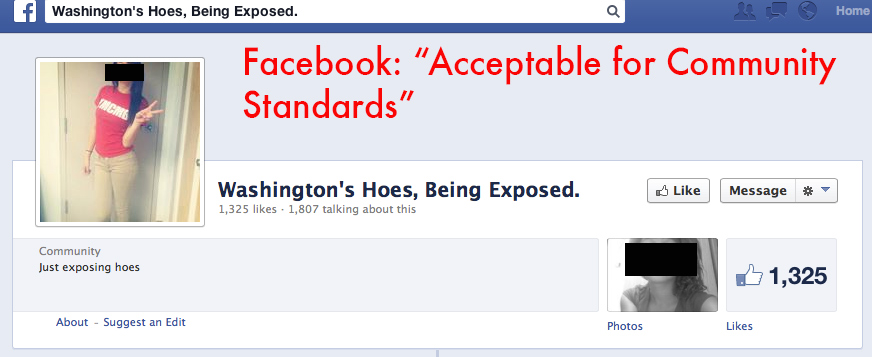 f Washington's Hoes, Being Exposed. Home
Facebook: “Acceptable for Community
Standards”
Washington's Hoes, Being Exposed.
1,325 likes · 1,807 talking about this
Like
Message
Community
Just exposing hoes
1,325
About - Suggest an Edit
Photos
Likes